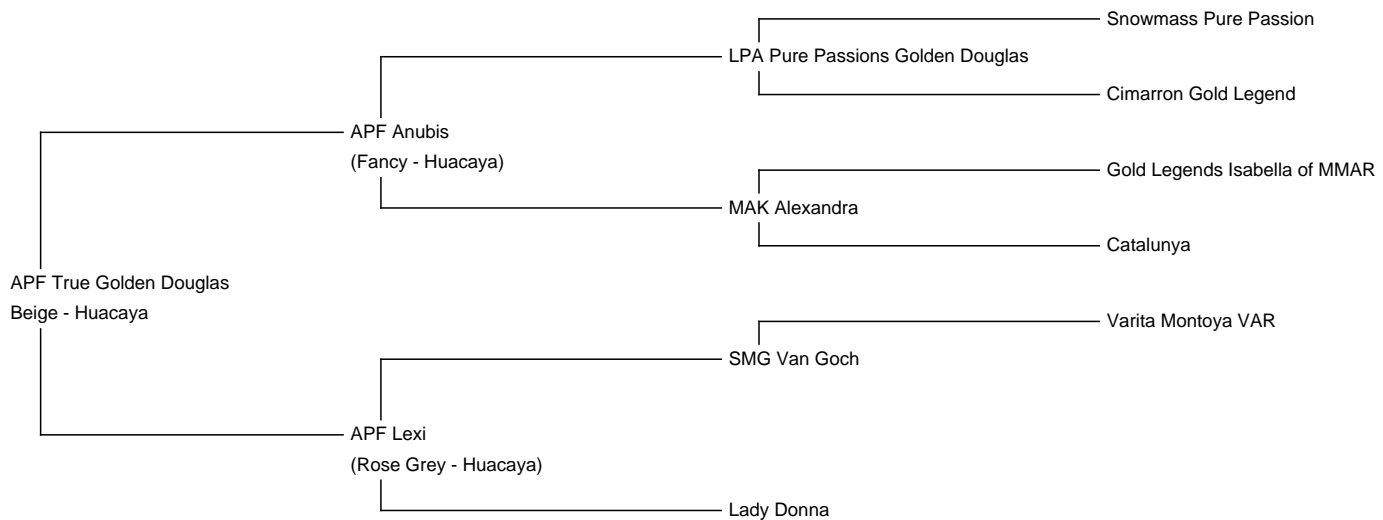 Snowmass Pure Passion
LPA Pure Passions Golden Douglas
Cimarron Gold Legend
APF Anubis
(Fancy - Huacaya)
Gold Legends Isabella of MMAR
MAK Alexandra
Catalunya
APF True Golden Douglas
Beige - Huacaya
Varita Montoya VAR
SMG Van Goch
APF Lexi
(Rose Grey - Huacaya)
Lady Donna